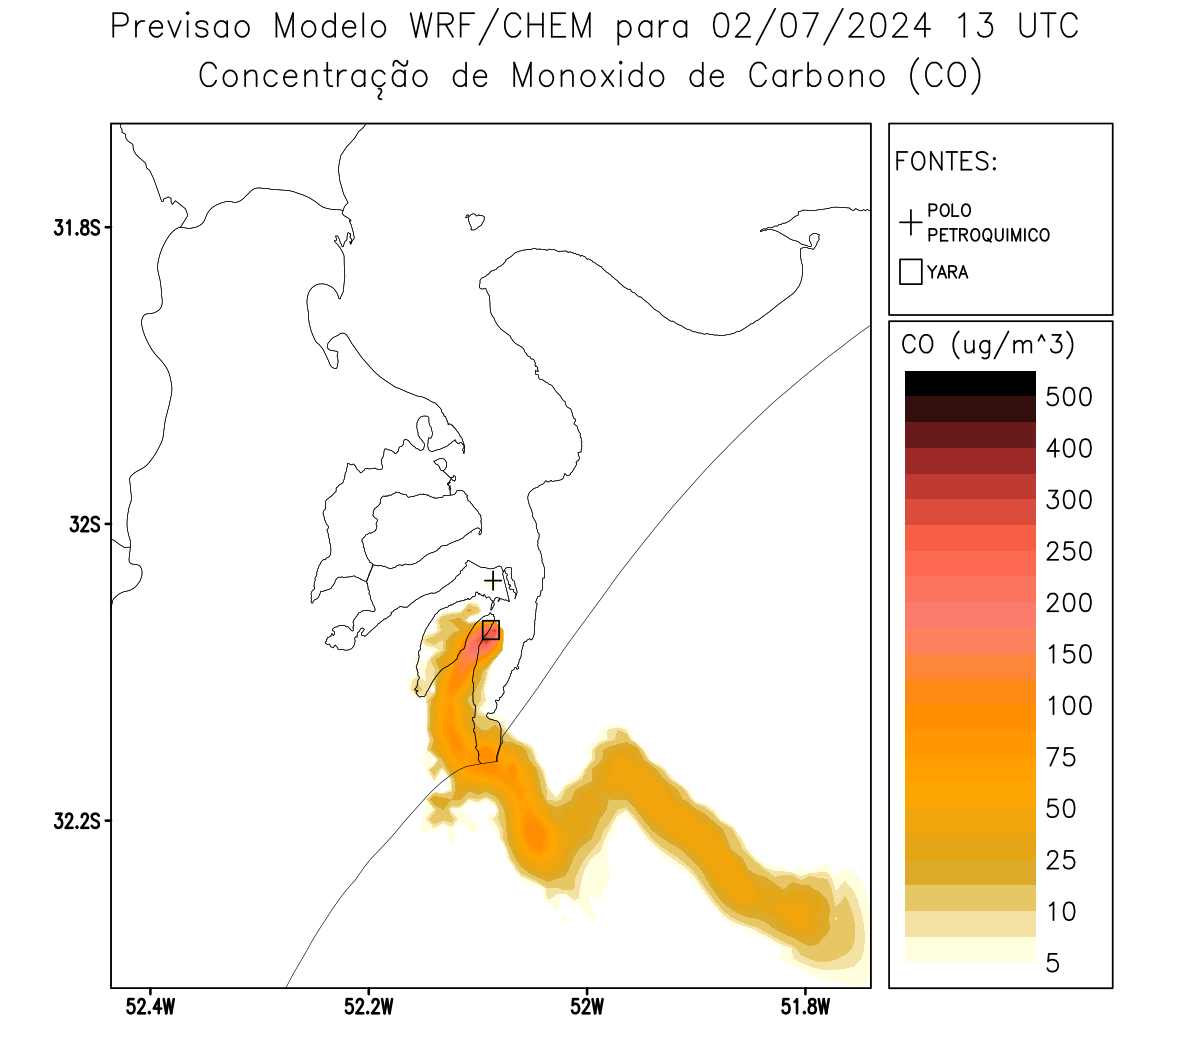 Previsao Modelo WRF/CHEM para 02/07/2024 13 UTC
Concentração de Monoxido de Carbono (CO)
FONTES:
POLO
PETROQUIMICO
YARA
CO (ug/m^3)
500
400
300
250
200
150
100
75
50
25
10
5
31.8S
32S
32.2S
52.4W
52.2W
52W
51.8W